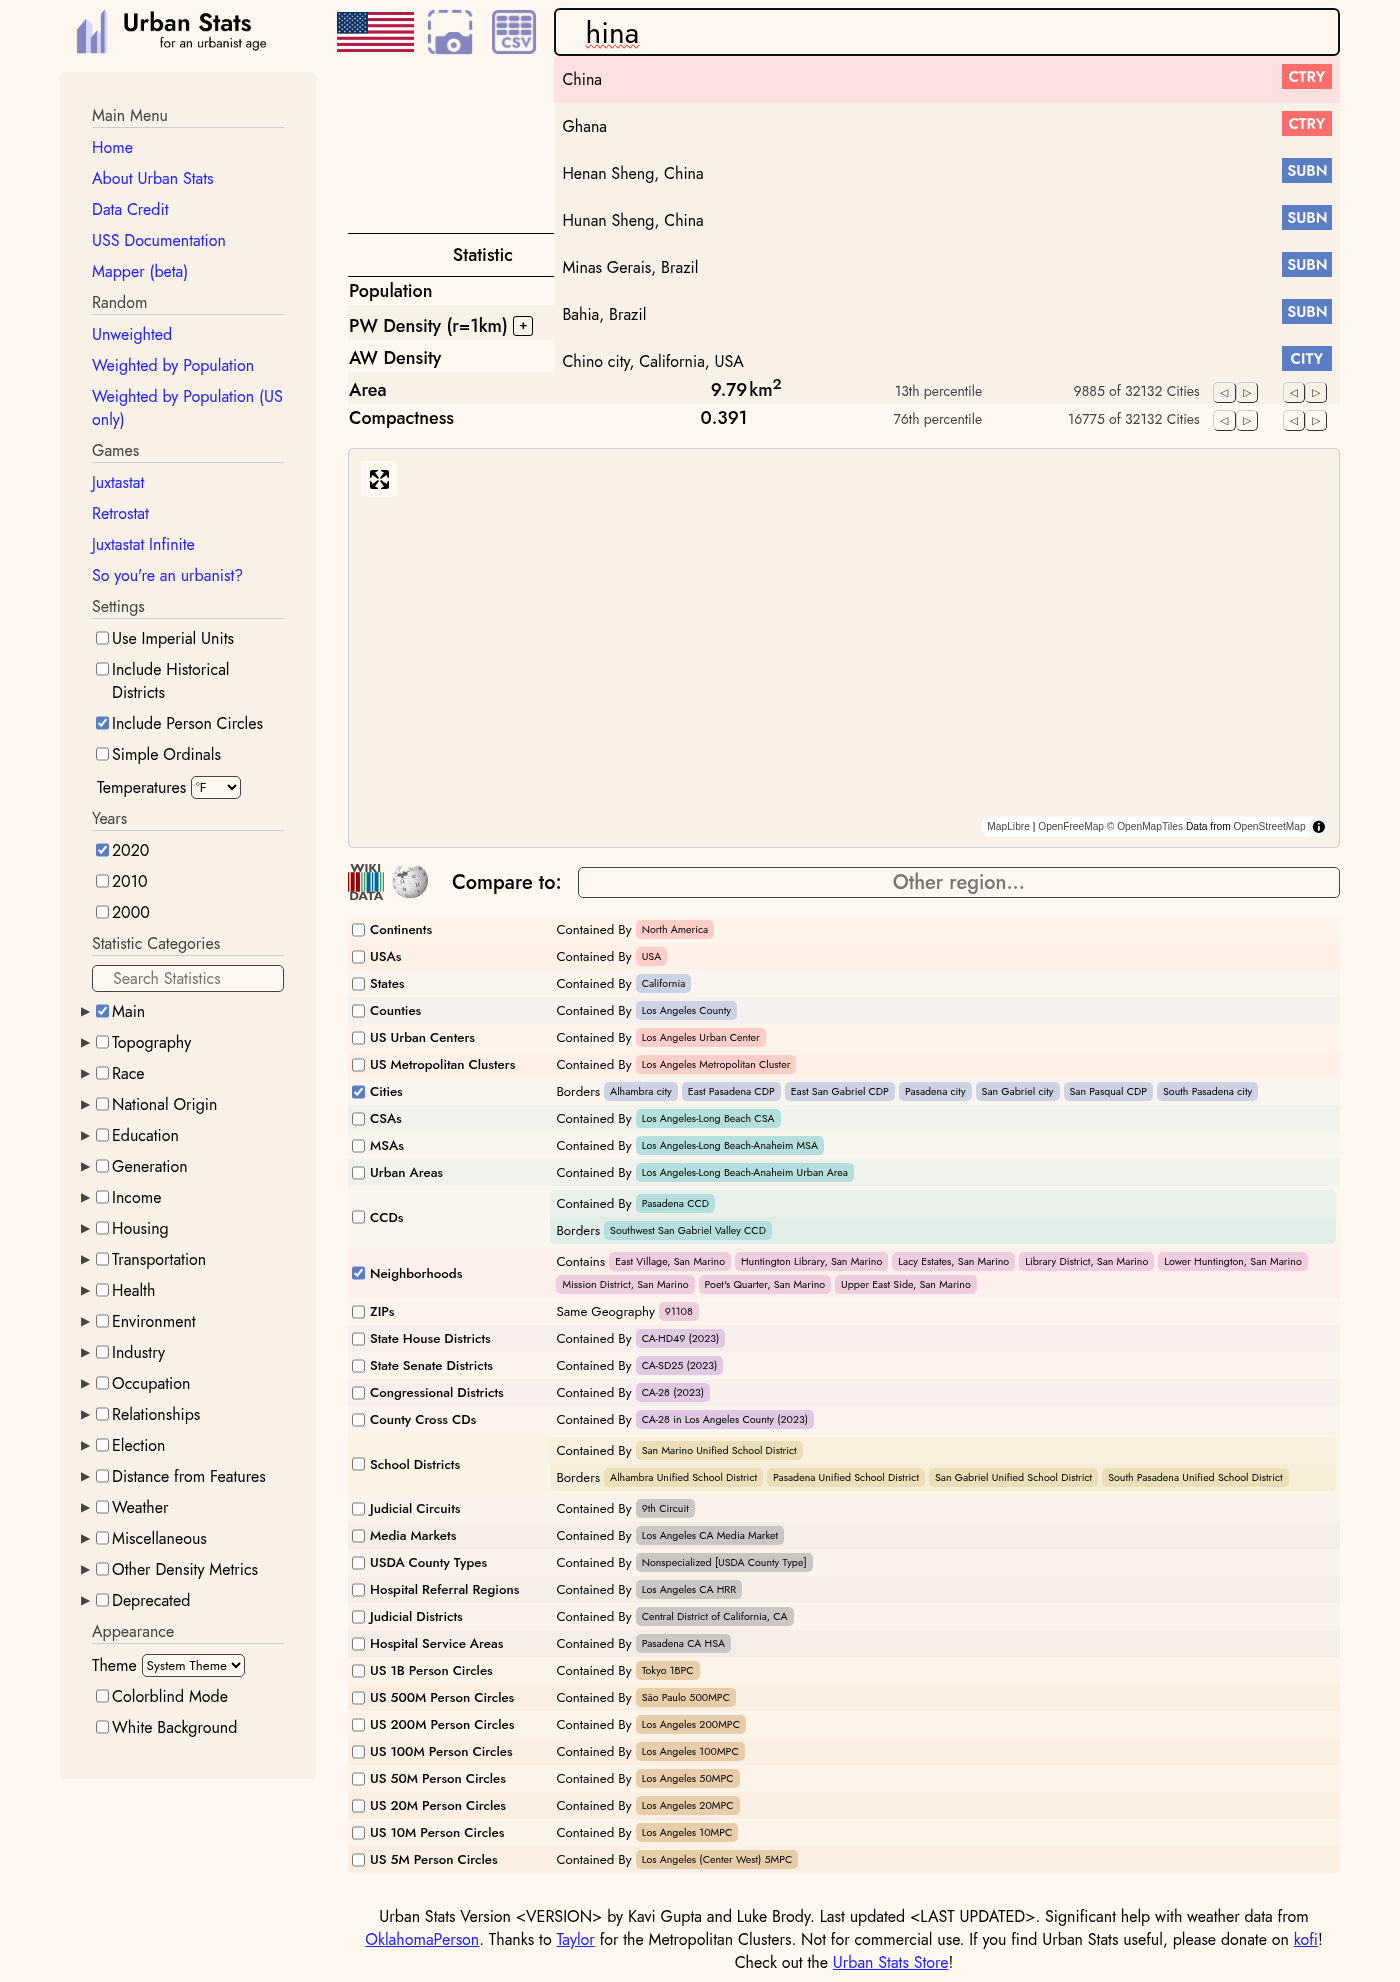 Urban Stats
for an urbanist age
CSV
hina
China CTRY
Ghana CTRY
Henan Sheng, China SUBN
Hunan Sheng, China SUBN
Minas Gerais, Brazil SUBN
Bahia, Brazil SUBN
Chino city, California, USA CITY
Main Menu
Home
About Urban Stats
Data Credit
USS Documentation
Mapper (beta)
Random
Unweighted
Weighted by Population
Weighted by Population (US
only)
Games
Juxtastat
Retrostat
Juxtastat Infinite
So you're an urbanist?
Settings
Use Imperial Units
Include Historical
Districts
Include Person Circles
Simple Ordinals
Temperatures °F
Years
2020
2010
2000
Statistic Categories
Search Statistics
Main
Topography
Race
National Origin
Education
Generation
Income
Housing
Transportation
Health
Environment
Industry
Occupation
Relationships
Election
Distance from Features
Weather
Miscellaneous
Other Density Metrics
Deprecated
Appearance
Theme System Theme
Colorblind Mode
White Background
Statistic
Population
PW Density (r=1km) +
AW Density
Area 9.79 km² 13th percentile 9885 of 32132 Cities
Compactness 0.391 76th percentile 16775 of 32132 Cities
MapLibre | OpenFreeMap © OpenMapTiles Data from OpenStreetMap
WIKI
DATA
Compare to: Other region...
Continents Contained By North America
USAs Contained By USA
States Contained By California
Counties Contained By Los Angeles County
US Urban Centers Contained By Los Angeles Urban Center
US Metropolitan Clusters Contained By Los Angeles Metropolitan Cluster
Cities Borders Alhambra city East Pasadena CDP East San Gabriel CDP Pasadena city San Gabriel city San Pasqual CDP South Pasadena city
CSAs Contained By Los Angeles-Long Beach CSA
MSAs Contained By Los Angeles-Long Beach-Anaheim MSA
Urban Areas Contained By Los Angeles-Long Beach-Anaheim Urban Area
CCDs Contained By Pasadena CCD
Borders Southwest San Gabriel Valley CCD
Neighborhoods Contains East Village, San Marino Huntington Library, San Marino Lacy Estates, San Marino Library District, San Marino Lower Huntington, San Marino
Mission District, San Marino Poet's Quarter, San Marino Upper East Side, San Marino
ZIPs Same Geography 91108
State House Districts Contained By CA-HD49 (2023)
State Senate Districts Contained By CA-SD25 (2023)
Congressional Districts Contained By CA-28 (2023)
County Cross CDs Contained By CA-28 in Los Angeles County (2023)
School Districts Contained By San Marino Unified School District
Borders Alhambra Unified School District Pasadena Unified School District San Gabriel Unified School District South Pasadena Unified School District
Judicial Circuits Contained By 9th Circuit
Media Markets Contained By Los Angeles CA Media Market
USDA County Types Contained By Nonspecialized [USDA County Type]
Hospital Referral Regions Contained By Los Angeles CA HRR
Judicial Districts Contained By Central District of California, CA
Hospital Service Areas Contained By Pasadena CA HSA
US 1B Person Circles Contained By Tokyo 1BPC
US 500M Person Circles Contained By São Paulo 500MPC
US 200M Person Circles Contained By Los Angeles 200MPC
US 100M Person Circles Contained By Los Angeles 100MPC
US 50M Person Circles Contained By Los Angeles 50MPC
US 20M Person Circles Contained By Los Angeles 20MPC
US 10M Person Circles Contained By Los Angeles 10MPC
US 5M Person Circles Contained By Los Angeles (Center West) 5MPC
Urban Stats Version <VERSION> by Kavi Gupta and Luke Brody. Last updated <LAST UPDATED>. Significant help with weather data from
OklahomaPerson. Thanks to Taylor for the Metropolitan Clusters. Not for commercial use. If you find Urban Stats useful, please donate on kofi!
Check out the Urban Stats Store!